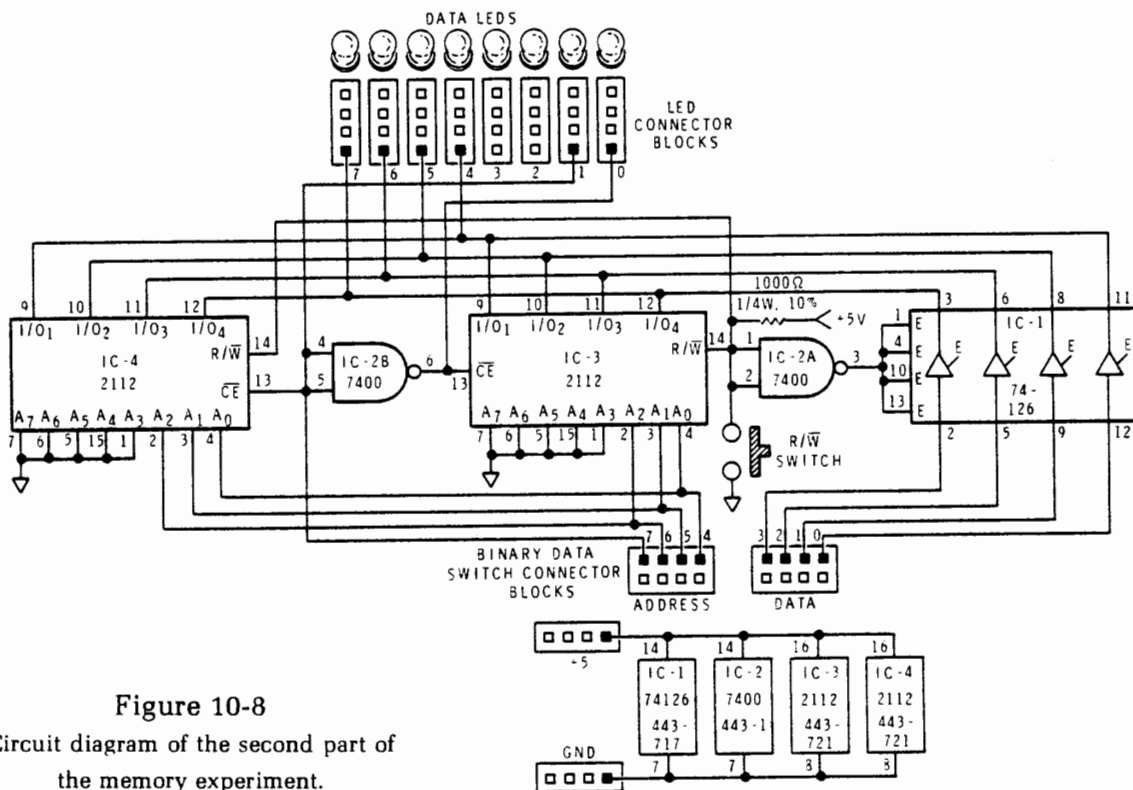 DATA LEDS
LED
CONNECTOR
BLOCKS
7 6 5 4 3 2 1 0
9 10 11 12
I/O1 I/O2 I/O3 I/O4
R/W̅ 14
IC-4
2112
C̅E̅ 13
A7 A6 A5 A4 A3 A2 A1 A0
7 6 5 15 1 2 3 4
4
5
IC-2B
7400
6
9 10 11 12
I/O1 I/O2 I/O3 I/O4
R/W̅ 14
IC-3
2112
13 C̅E̅
A7 A6 A5 A4 A3 A2 A1 A0
7 6 5 15 1 2 3 4
1000Ω
1/4W, 10%
+5V
1
2
IC-2A
7400
3
R/W̅
SWITCH
3 6 8 11
IC-1
1 E
4 E
10 E
13 E
E E E E
74-
126
2 5 9 12
BINARY DATA
SWITCH CONNECTOR
BLOCKS
7 6 5 4
ADDRESS
3 2 1 0
DATA
+5
14 14 16 16
IC-1 IC-2 IC-3 IC-4
74126 7400 2112 2112
443-717 443-1 443-721 443-721
7 7 8 8
GND
Figure 10-8
Circuit diagram of the second part of
the memory experiment.